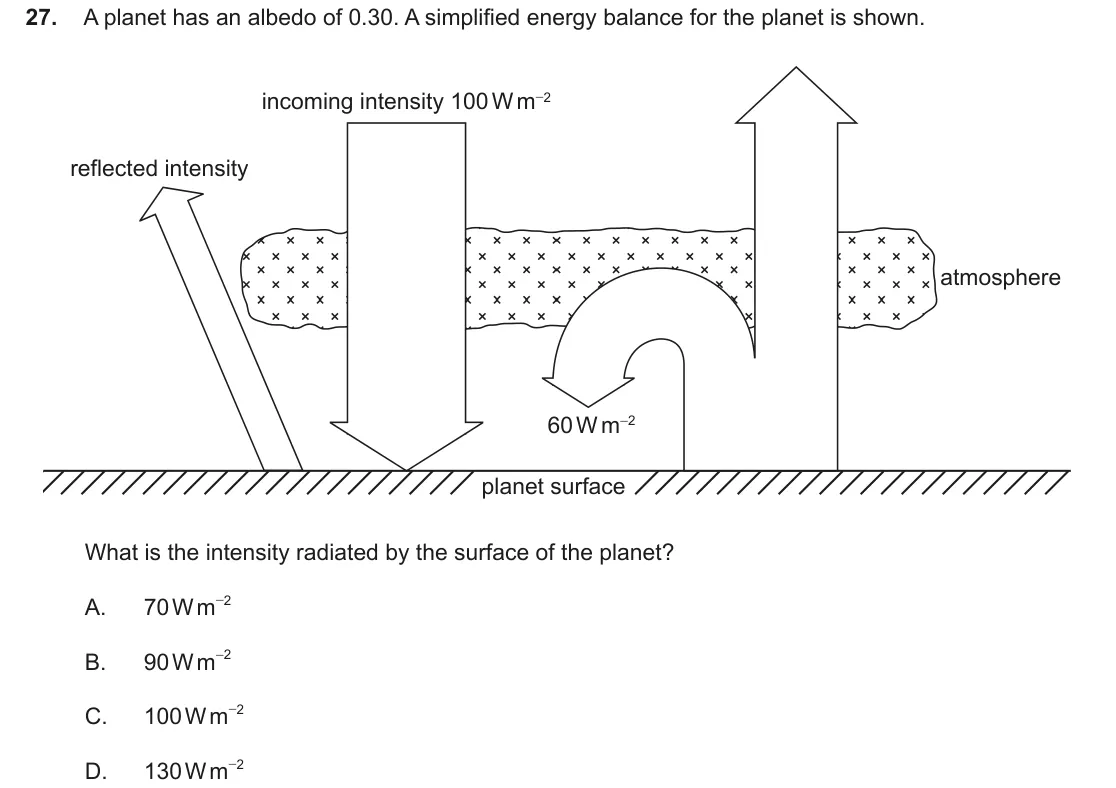 27. A planet has an albedo of 0.30. A simplified energy balance for the planet is shown.
incoming intensity 100 W m⁻²
reflected intensity
atmosphere
60 W m⁻²
planet surface
What is the intensity radiated by the surface of the planet?
A. 70 W m⁻²
B. 90 W m⁻²
C. 100 W m⁻²
D. 130 W m⁻²